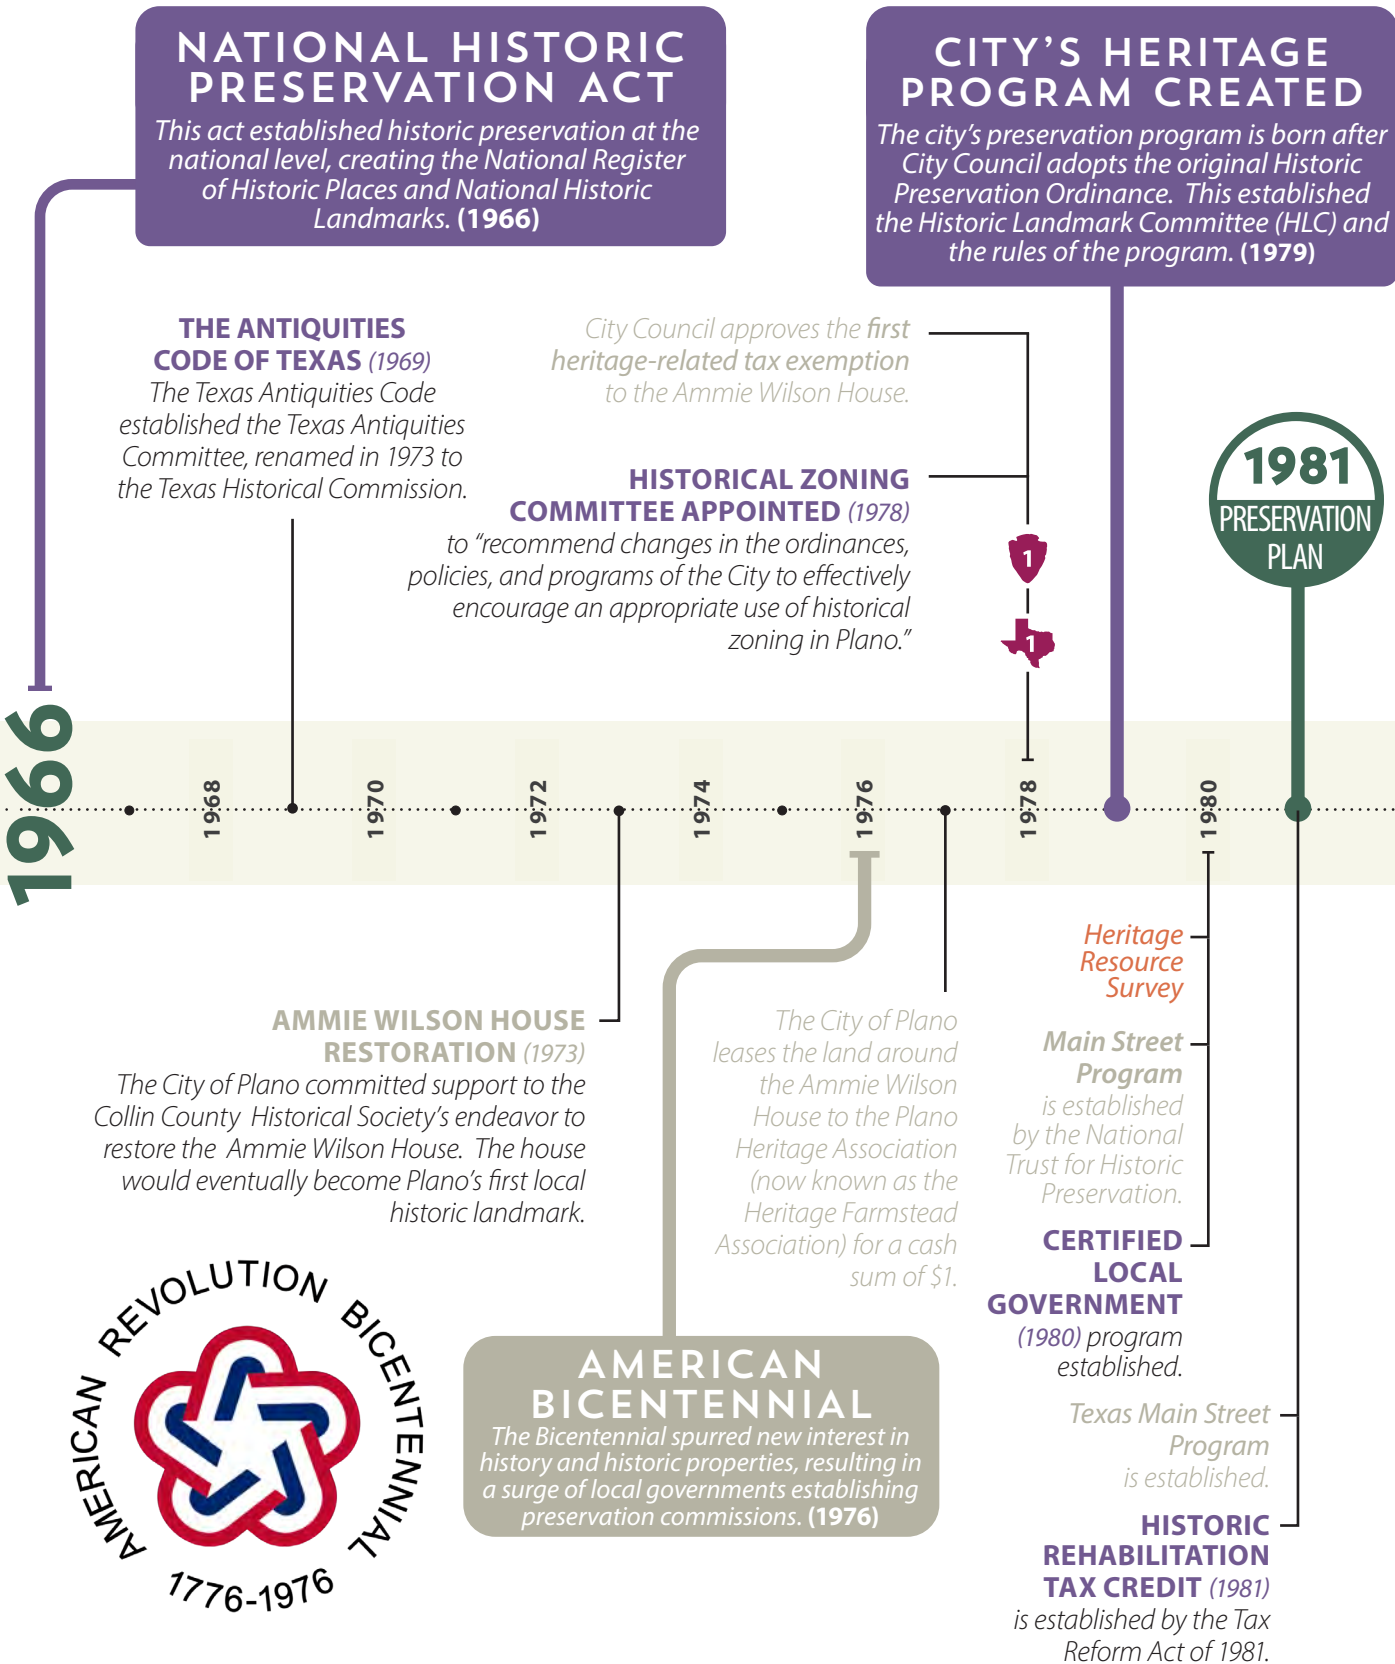 NATIONAL HISTORIC
PRESERVATION ACT
This act established historic preservation at the
national level, creating the National Register
of Historic Places and National Historic
Landmarks. (1966)
CITY’S HERITAGE
PROGRAM CREATED
The city’s preservation program is born after
City Council adopts the original Historic
Preservation Ordinance.  This established
the Historic Landmark Committee (HLC) and
the rules of the program. (1979)
THE ANTIQUITIES
CODE OF TEXAS (1969)
The Texas Antiquities Code
established the Texas Antiquities
Committee, renamed in 1973 to
the Texas Historical Commission.
City Council approves the first
heritage-related tax exemption
to the Ammie Wilson House.
HISTORICAL ZONING
COMMITTEE APPOINTED (1978)
to “recommend changes in the ordinances,
policies, and programs of the City to effectively
encourage an appropriate use of historical
zoning in Plano.”
1
1
1981
PRESERVATION
PLAN
1966
1968
1970
1972
1974
1976
1978
1980
AMMIE WILSON HOUSE
RESTORATION (1973)
The City of Plano committed support to the
Collin County  Historical Society’s endeavor to
restore the  Ammie Wilson House.  The house
would eventually become Plano’s first local
historic landmark.
The City of Plano
leases the land around
the Ammie Wilson
House to the Plano
Heritage Association
(now known as the
Heritage Farmstead
Association) for a cash
sum of $1.
Heritage
Resource
Survey
Main Street
Program
is established
by the National
Trust for Historic
Preservation.
CERTIFIED
LOCAL
GOVERNMENT
(1980) program
established.
AMERICAN REVOLUTION BICENTENNIAL
1776-1976
AMERICAN
BICENTENNIAL
The Bicentennial spurred new interest in
history and historic properties, resulting in
a surge of local governments establishing
preservation commissions. (1976)
Texas Main Street
Program
is established.
HISTORIC
REHABILITATION
TAX CREDIT (1981)
is established by the Tax
Reform Act of 1981.